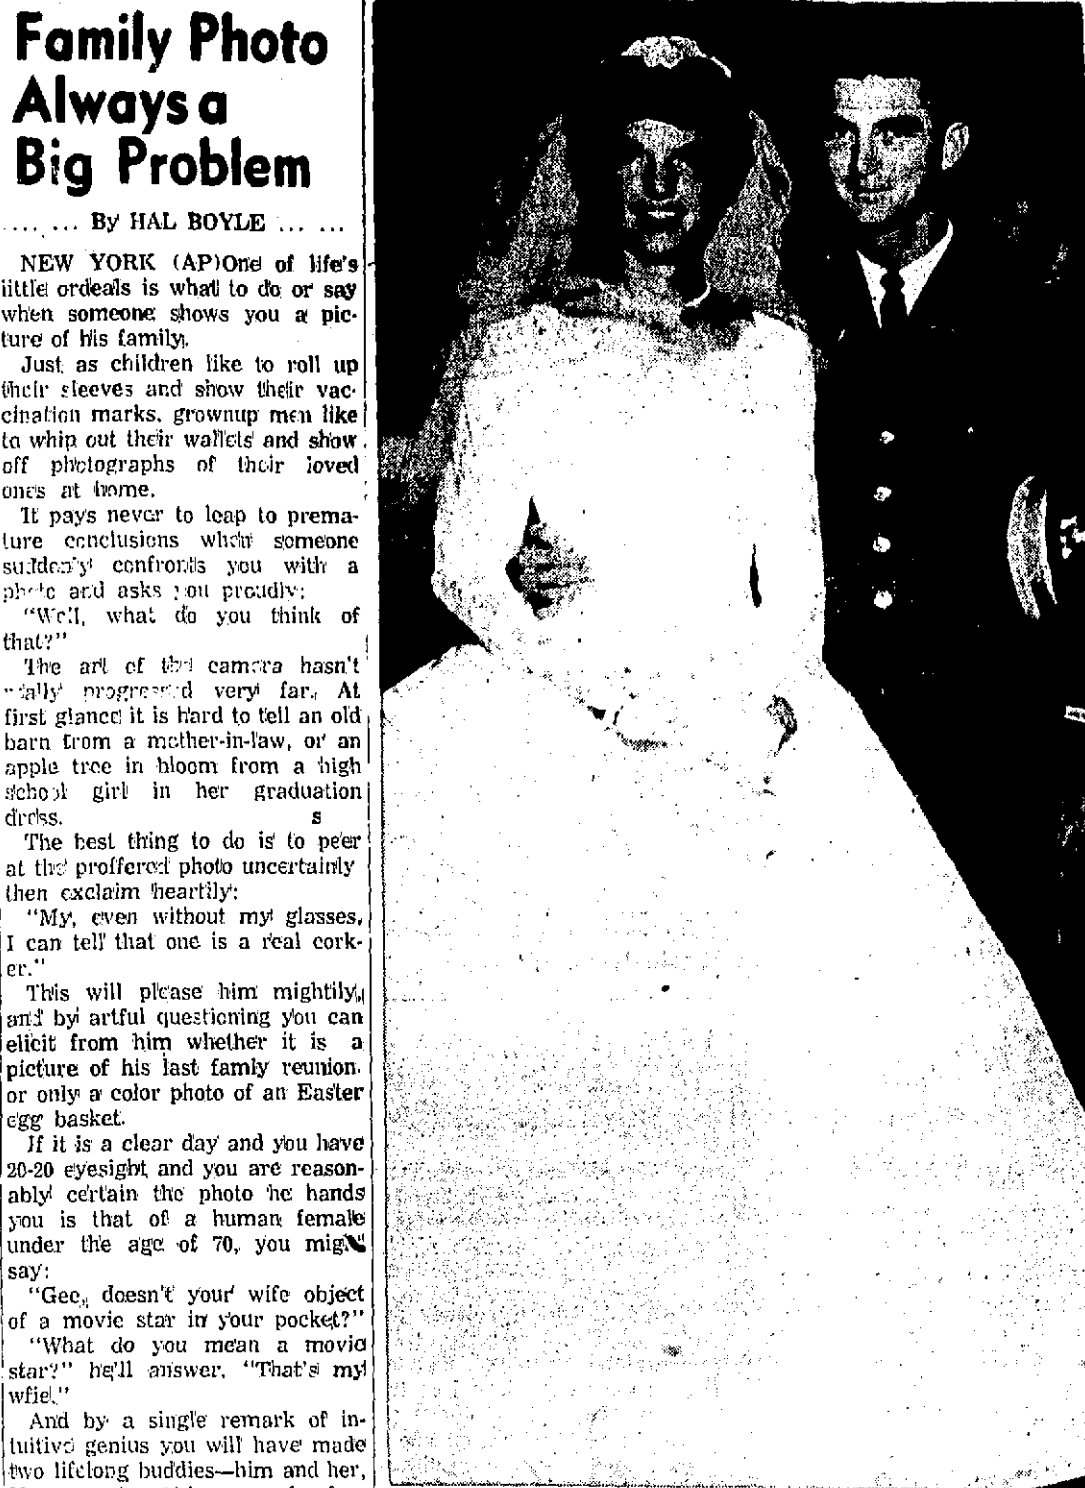 Family Photo
Always a
Big Problem
.... ... By HAL BOYLE ... ...
NEW YORK (AP)One of life's
little ordeals is what to do or say
when someone shows you a pic-
ture of his family.
Just as children like to roll up
their sleeves and show their vac-
cination marks, grownup men like
to whip out their wallets and show
off photographs of their loved
ones at home.
It pays never to leap to prema-
ture conclusions when someone
suddenly confronts you with a
photo and asks you proudly:
"Well, what do you think of
that?"
The art of the camera hasn't
really progressed very far. At
first glance it is hard to tell an old
barn from a mother-in-law, or an
apple tree in bloom from a high
school girl in her graduation
dress. s
The best thing to do is to peer
at the proffered photo uncertainly
then exclaim heartily:
"My, even without my glasses,
I can tell that one is a real cork-
er."
This will please him mightily,
and by artful questioning you can
elicit from him whether it is a
picture of his last famly reunion.
or only a color photo of an Easter
egg basket.
If it is a clear day and you have
20-20 eyesight and you are reason-
ably certain the photo he hands
you is that of a human female
under the age of 70, you might
say:
"Gee, doesn't your wife object
of a movie star in your pocket?"
"What do you mean a movie
star?" he'll answer. "That's my
wfie."
And by a single remark of in-
tuitive genius you will have made
two lifelong buddies—him and her,